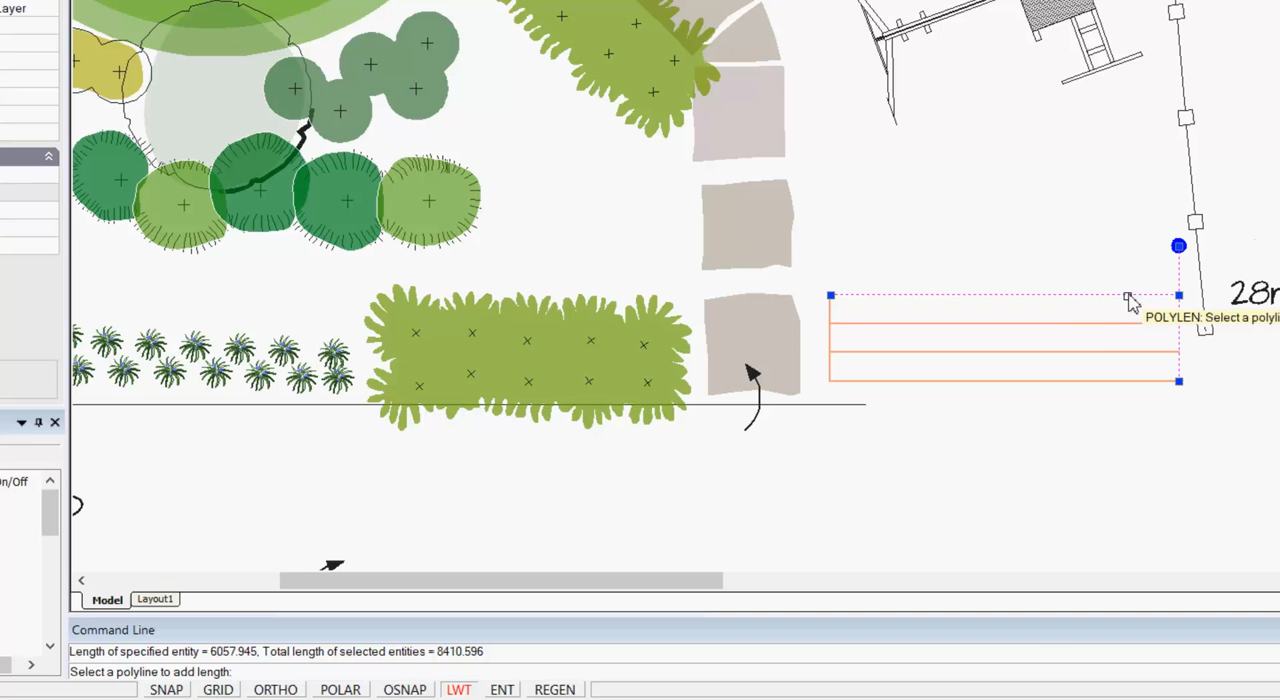 Layer
28
POLYLEN: Select a polyli
n/Off
Model
Layout1
Command Line
Length of specified entity = 6057.945, Total length of selected entities = 8410.596
Select a polyline to add length:
SNAP GRID ORTHO POLAR OSNAP LWT ENT REGEN